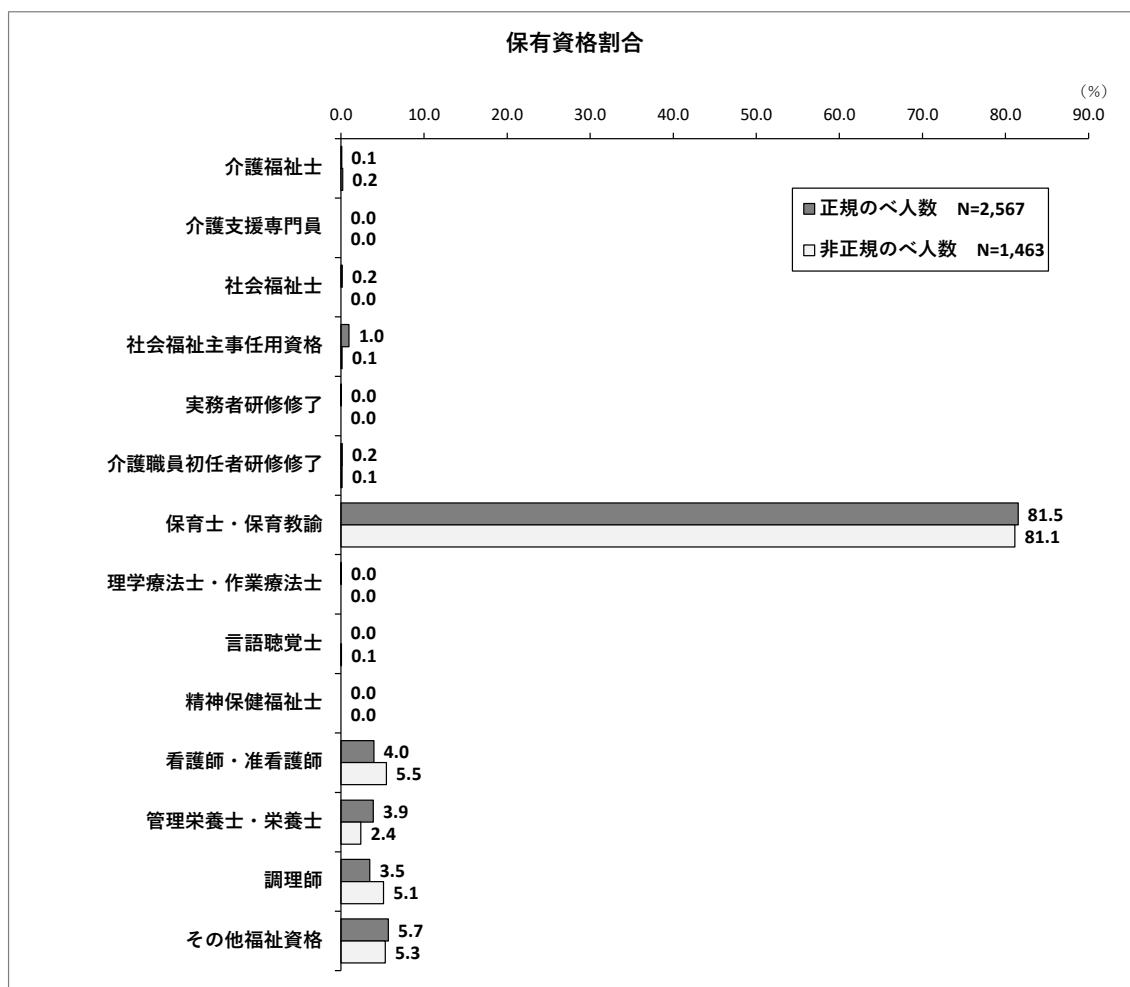 保有資格割合
（%）
0.0 10.0 20.0 30.0 40.0 50.0 60.0 70.0 80.0 90.0
介護福祉士 0.1
0.2
介護支援専門員 0.0
0.0
社会福祉士 0.2
0.0
社会福祉主事任用資格 1.0
0.1
実務者研修修了 0.0
0.0
介護職員初任者研修修了 0.2
0.1
保育士・保育教諭 81.5
81.1
理学療法士・作業療法士 0.0
0.0
言語聴覚士 0.0
0.1
精神保健福祉士 0.0
0.0
看護師・准看護師 4.0
5.5
管理栄養士・栄養士 3.9
2.4
調理師 3.5
5.1
その他福祉資格 5.7
5.3
正規のべ人数 N=2,567
非正規のべ人数 N=1,463